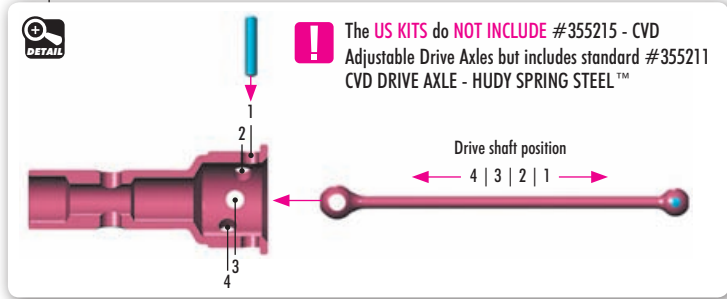 DETAIL
!
The US KITS do NOT INCLUDE #355215 - CVD
Adjustable Drive Axles but includes standard #355211
CVD DRIVE AXLE - HUDY SPRING STEEL™
1
2
Drive shaft position
4 | 3 | 2 | 1
3
4